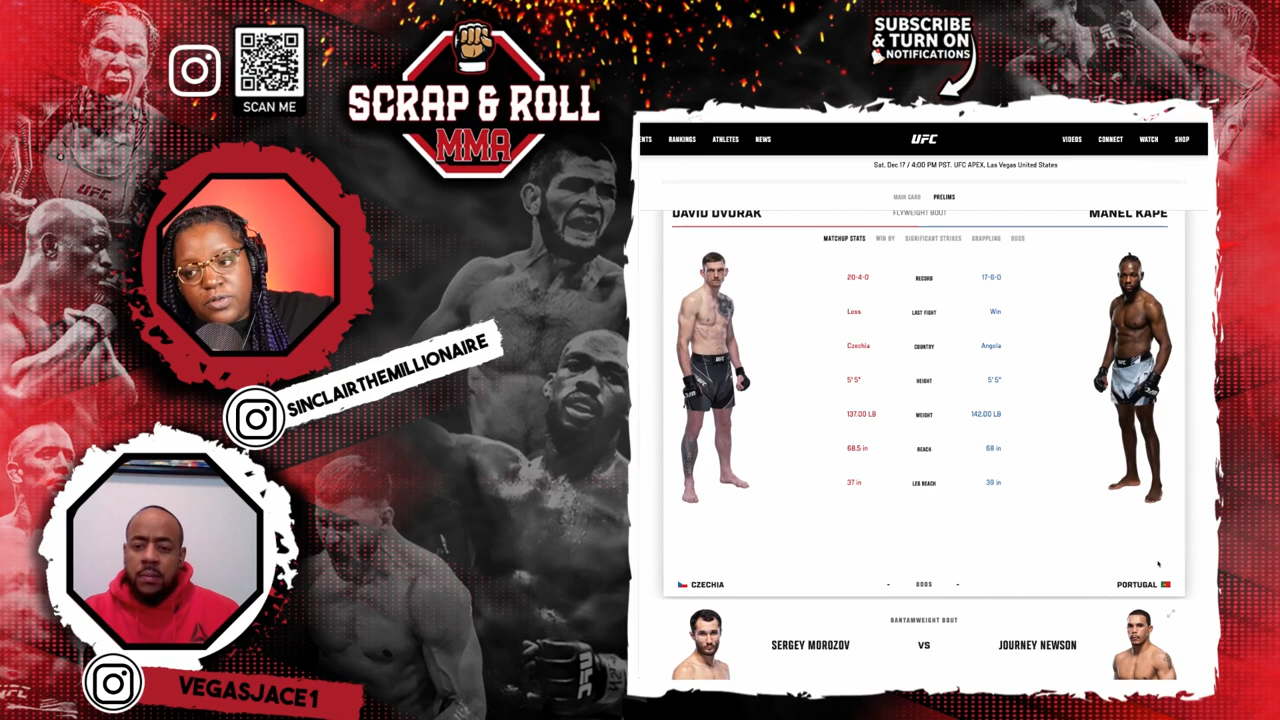 SCAN ME
SCRAP & ROLL
MMA
SUBSCRIBE
& TURN ON
NOTIFICATIONS
SINCLAIRTHEMILLIONAIRE
VEGASJACE1
UFC
UFC
UFC
ENTS RANKINGS ATHLETES NEWS UFC VIDEOS CONNECT WATCH SHOP
Sat, Dec 17 / 4:00 PM PST. UFC APEX, Las Vegas United States
MAIN CARD PRELIMS
DAVID DVORAK FLYWEIGHT BOUT MANEL KAPE
MATCHUP STATS WIN BY SIGNIFICANT STRIKES GRAPPLING ODDS
20-4-0 RECORD 17-6-0
Loss LAST FIGHT Win
Czechia COUNTRY Angola
5' 5" HEIGHT 5' 5"
137.00 LB WEIGHT 142.00 LB
68.5 in REACH 68 in
37 in LEG REACH 39 in
CZECHIA - ODDS - PORTUGAL
BANTAMWEIGHT BOUT
SERGEY MOROZOV VS JOURNEY NEWSON